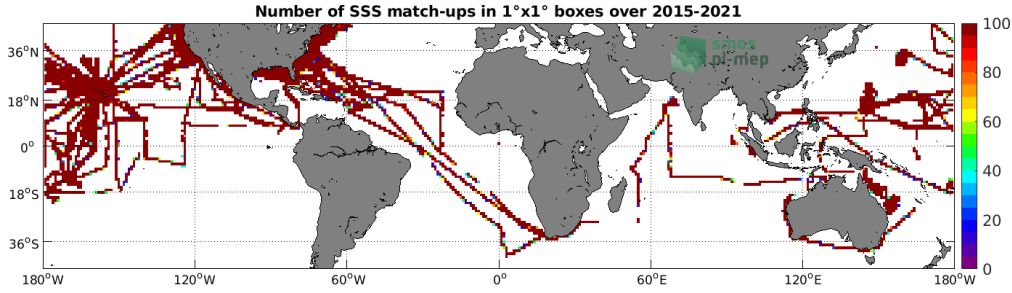 Number of SSS match-ups in 1°x1° boxes over 2015-2021
smos
pi-mep
36°N
18°N
0°
18°S
36°S
180°W
120°W
60°W
0°
60°E
120°E
180°W
100
80
60
40
20
0